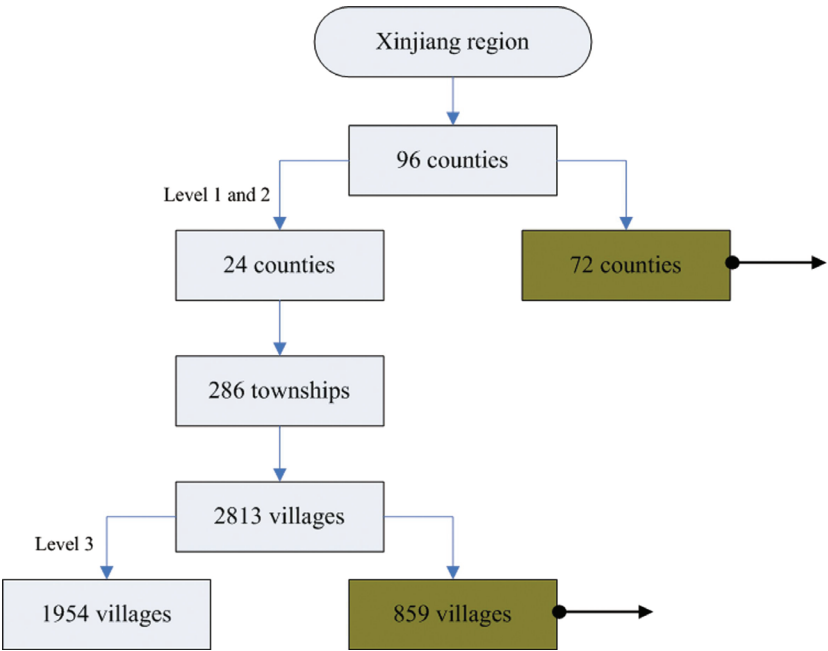 Xinjiang region
96 counties
Level 1 and 2
24 counties
72 counties
286 townships
2813 villages
Level 3
1954 villages
859 villages